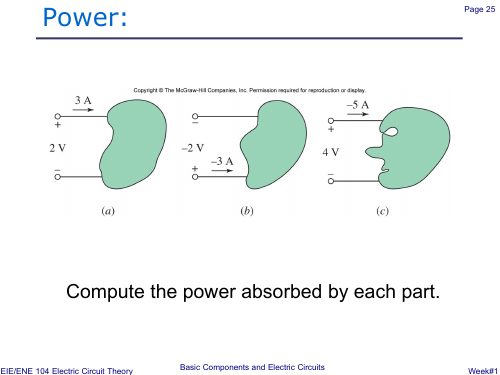 Page 25
Power:
Copyright © The McGraw-Hill Companies, Inc. Permission required for reproduction or display.
3 A
+
2 V
–
(a)
–
–2 V
+
–3 A
(b)
–5 A
+
4 V
–
(c)
Compute the power absorbed by each part.
EIE/ENE 104 Electric Circuit Theory
Basic Components and Electric Circuits
Week#1